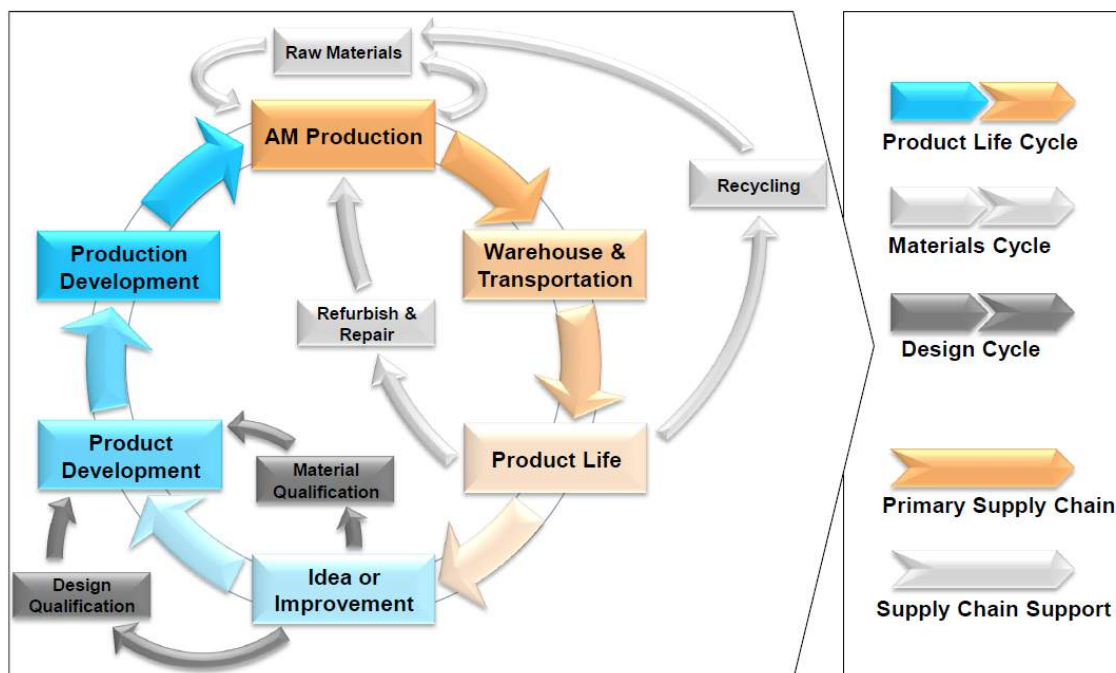 Raw Materials
AM Production
Recycling
Production
Development
Warehouse &
Transportation
Refurbish &
Repair
Product
Development
Material
Qualification
Product Life
Design
Qualification
Idea or
Improvement
Product Life Cycle
Materials Cycle
Design Cycle
Primary Supply Chain
Supply Chain Support